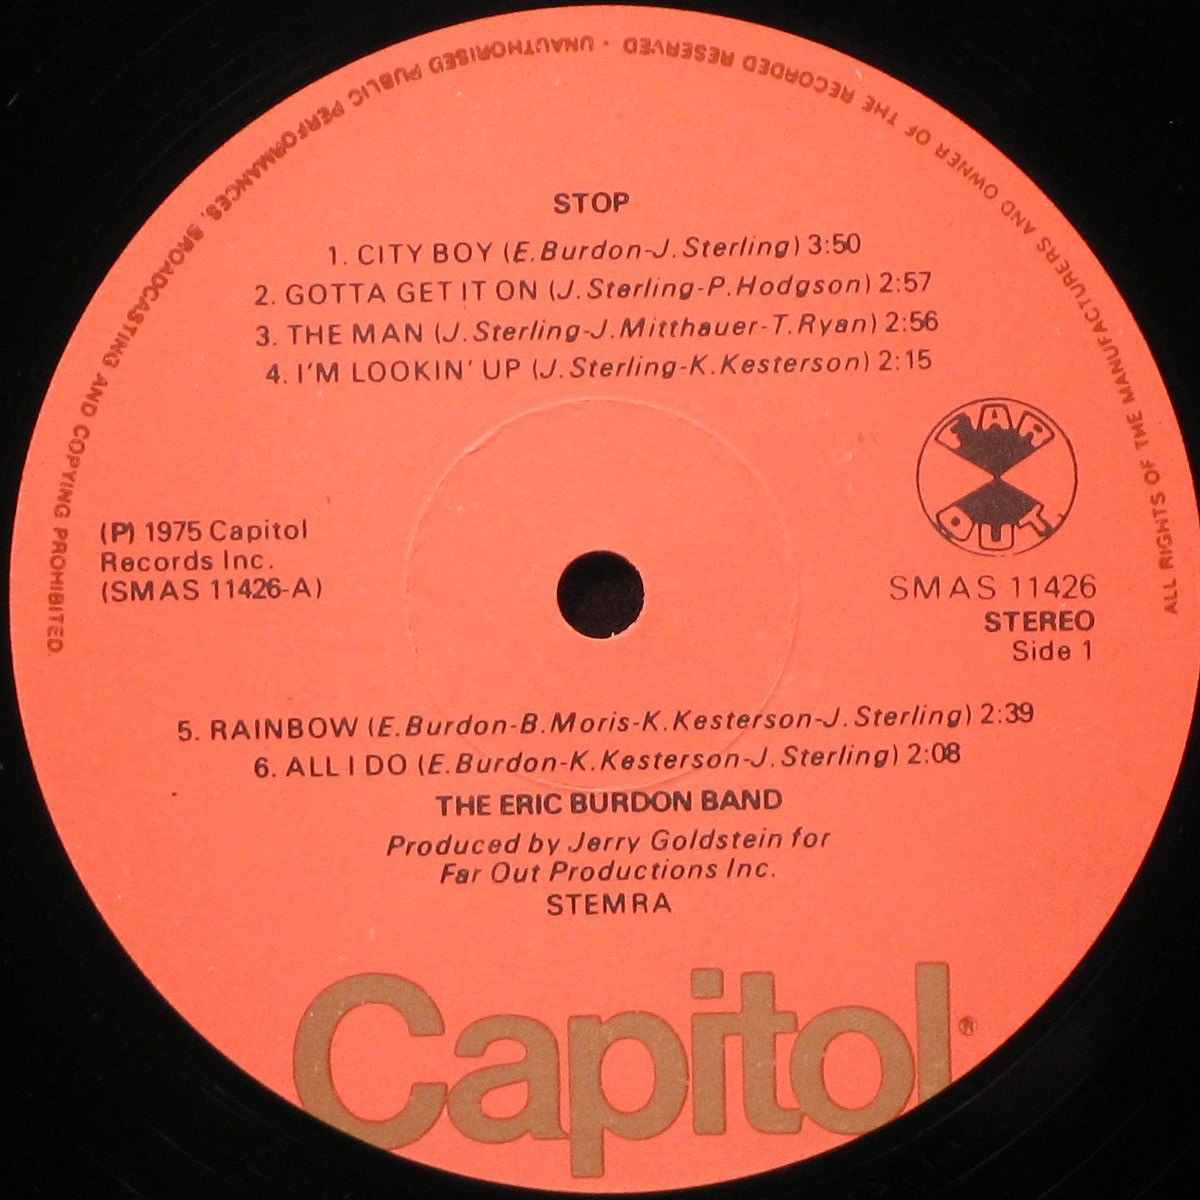 ALL RIGHTS OF THE MANUFACTURERS AND OWNER OF THE RECORDED RESERVED · UNAUTHORISED PUBLIC PERFORMANCES, BROADCASTING AND COPYING PROHIBITED.
STOP
1. CITY BOY (E. Burdon-J. Sterling) 3:50
2. GOTTA GET IT ON (J. Sterling-P. Hodgson) 2:57
3. THE MAN (J. Sterling-J. Mitthauer-T. Ryan) 2:56
4. I'M LOOKIN' UP (J. Sterling-K. Kesterson) 2:15
FAR
OUT
(P) 1975 Capitol
Records Inc.
(SMAS 11426-A)
SMAS 11426
STEREO
Side 1
5. RAINBOW (E. Burdon-B. Moris-K. Kesterson-J. Sterling) 2:39
6. ALL I DO (E. Burdon-K. Kesterson-J. Sterling) 2:08
THE ERIC BURDON BAND
Produced by Jerry Goldstein for
Far Out Productions Inc.
STEMRA
Capitol®